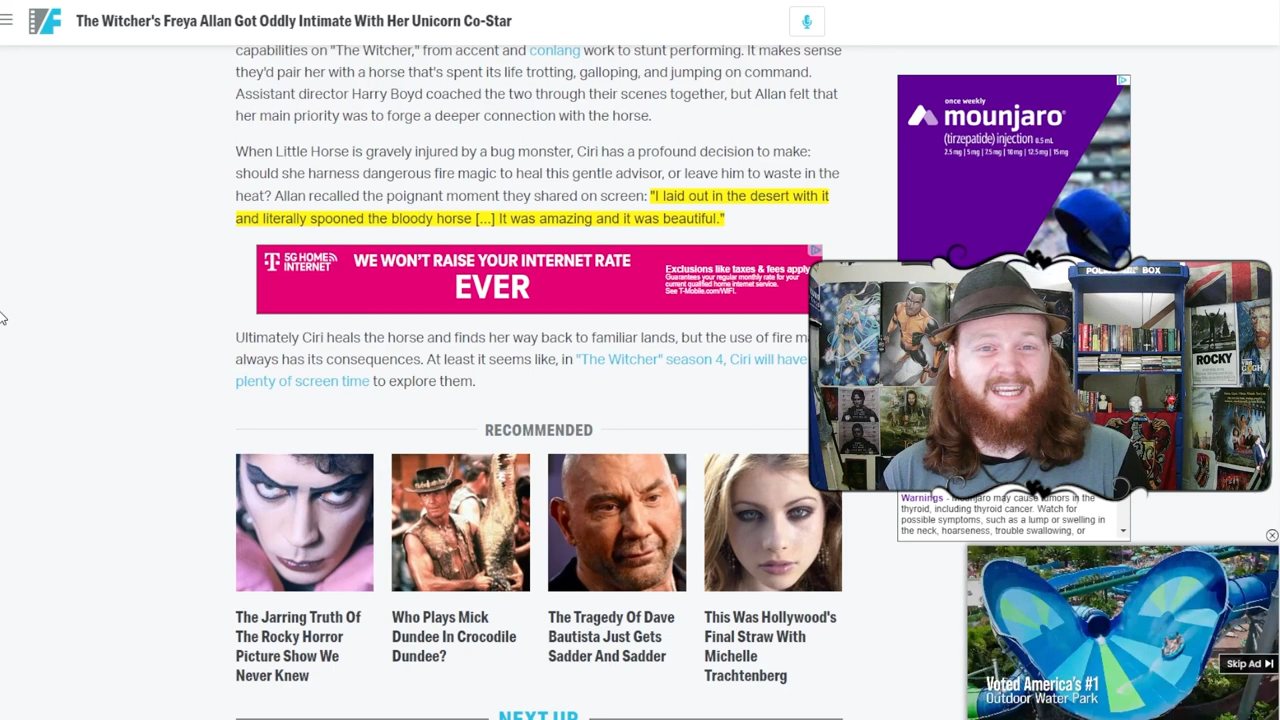 The Witcher's Freya Allan Got Oddly Intimate With Her Unicorn Co-Star
capabilities on "The Witcher," from accent and conlang work to stunt performing. It makes sense
they'd pair her with a horse that's spent its life trotting, galloping, and jumping on command.
Assistant director Harry Boyd coached the two through their scenes together, but Allan felt that
her main priority was to forge a deeper connection with the horse.
gravely injured by a bug monster, Ciri has a profound decision to make:
should she harness dangerous fire magic to heal this gentle advisor, or leave him to waste in the
heat? Allan recalled the poignant moment they shared on screen: "I laid out in the desert with it
and literally spooned the bloody horse [...] It was amazing and it was beautiful."
5G HOME
INTERNET
WE WON'T RAISE YOUR INTERNET RATE
EVER
Exclusions like taxes & fees apply
Guarantees your regular monthly rate for your
current qualified home internet service.
See T-Mobile.com/WIFI.
Ultimately Ciri heals the horse and finds her way back to familiar lands, but the use of fire
always has its consequences. At least it seems like, in "The Witcher" season 4, Ciri will have
plenty of screen time to explore them.
RECOMMENDED
The Jarring Truth Of
The Rocky Horror
Picture Show We
Never Knew
Who Plays Mick
Dundee In Crocodile
Dundee?
The Tragedy Of Dave
Bautista Just Gets
Sadder And Sadder
This Was Hollywood's
Final Straw With
Michelle
Trachtenberg
NEXT UP
once weekly
mounjaro
(tirzepatide) injection 0.5 mL
2.5 mg | 5 mg | 7.5 mg | 10 mg | 12.5 mg | 15 mg
BOX
ROCKY
Warnings - Mounjaro may cause tumors in the
thyroid, including thyroid cancer. Watch for
possible symptoms, such as a lump or swelling in
the neck, hoarseness, trouble swallowing, or
Skip Ad
Voted America's #1
Outdoor Water Park